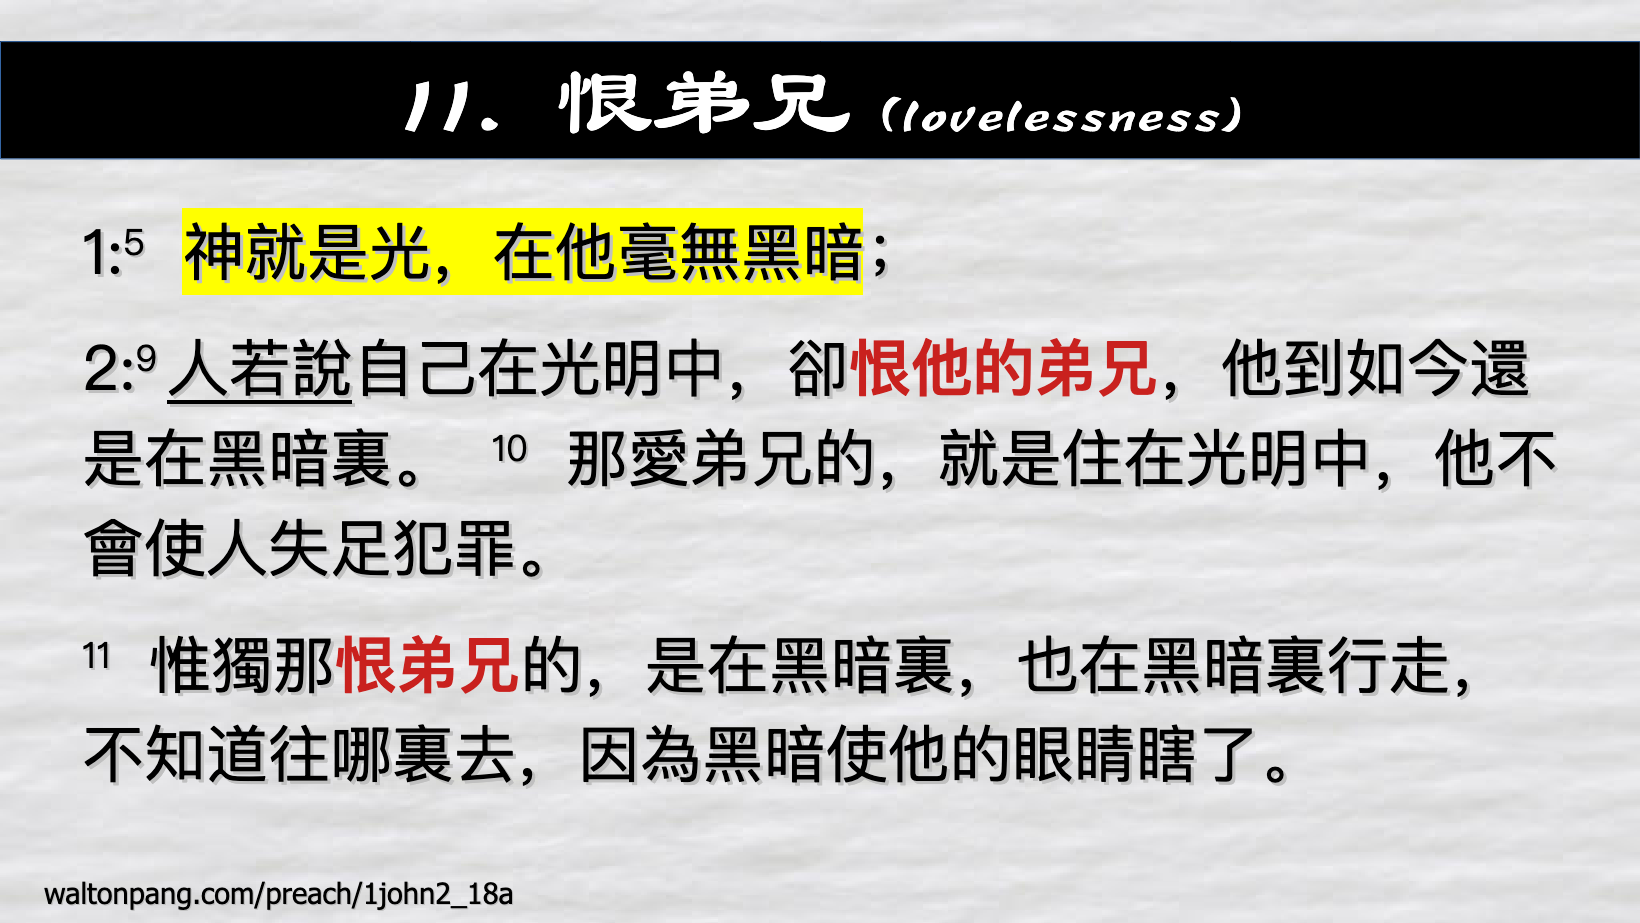 11. 恨弟兄 (lovelessness)
1:5 神就是光，在他毫無黑暗；
2:9 人若說自己在光明中，卻恨他的弟兄，他到如今還
是在黑暗裏。 10 那愛弟兄的，就是住在光明中，他不
會使人失足犯罪。
11 惟獨那恨弟兄的，是在黑暗裏，也在黑暗裏行走，
不知道往哪裏去，因為黑暗使他的眼睛瞎了。
waltonpang.com/preach/1john2_18a